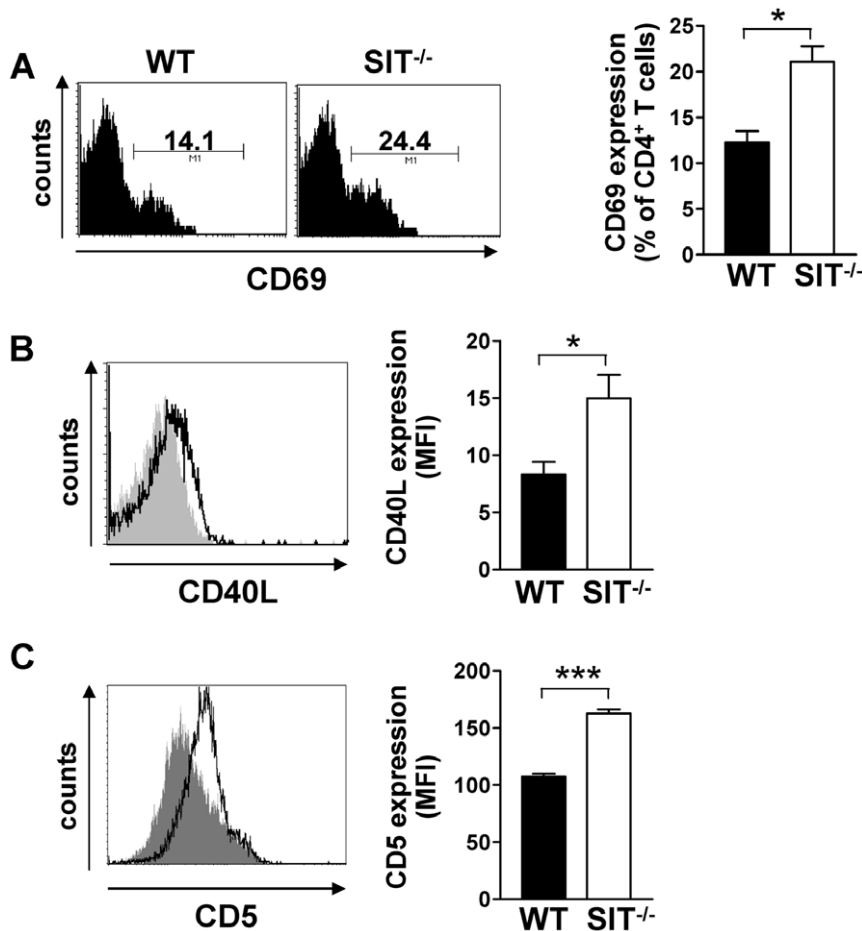 A
WT
SIT-/-
14.1
M1
24.4
M1
counts
CD69
CD69 expression
(% of CD4+ T cells)
25
20
15
10
5
0
*
WT
SIT-/-
B
counts
CD40L
CD40L expression
(MFI)
20
15
10
5
0
*
WT
SIT-/-
C
counts
CD5
CD5 expression
(MFI)
200
150
100
50
0
***
WT
SIT-/-